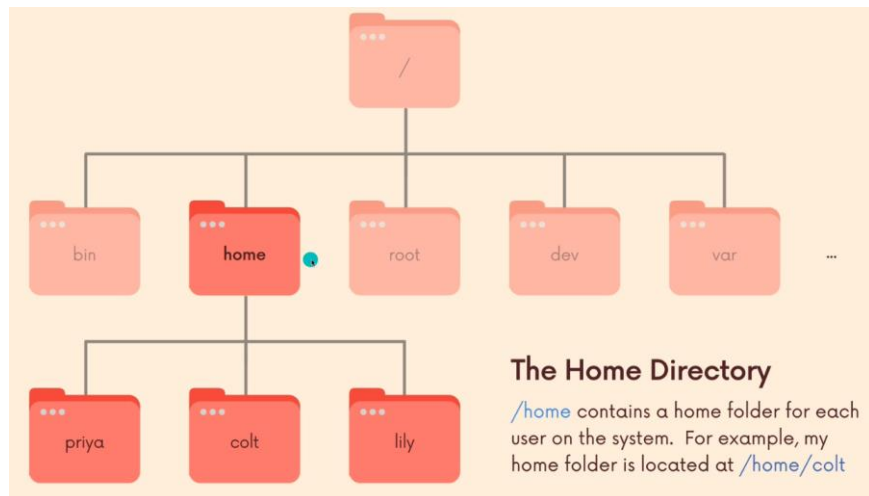 /
bin
home
root
dev
var
...
priya
colt
lily
The Home Directory
/home contains a home folder for each
user on the system. For example, my
home folder is located at /home/colt